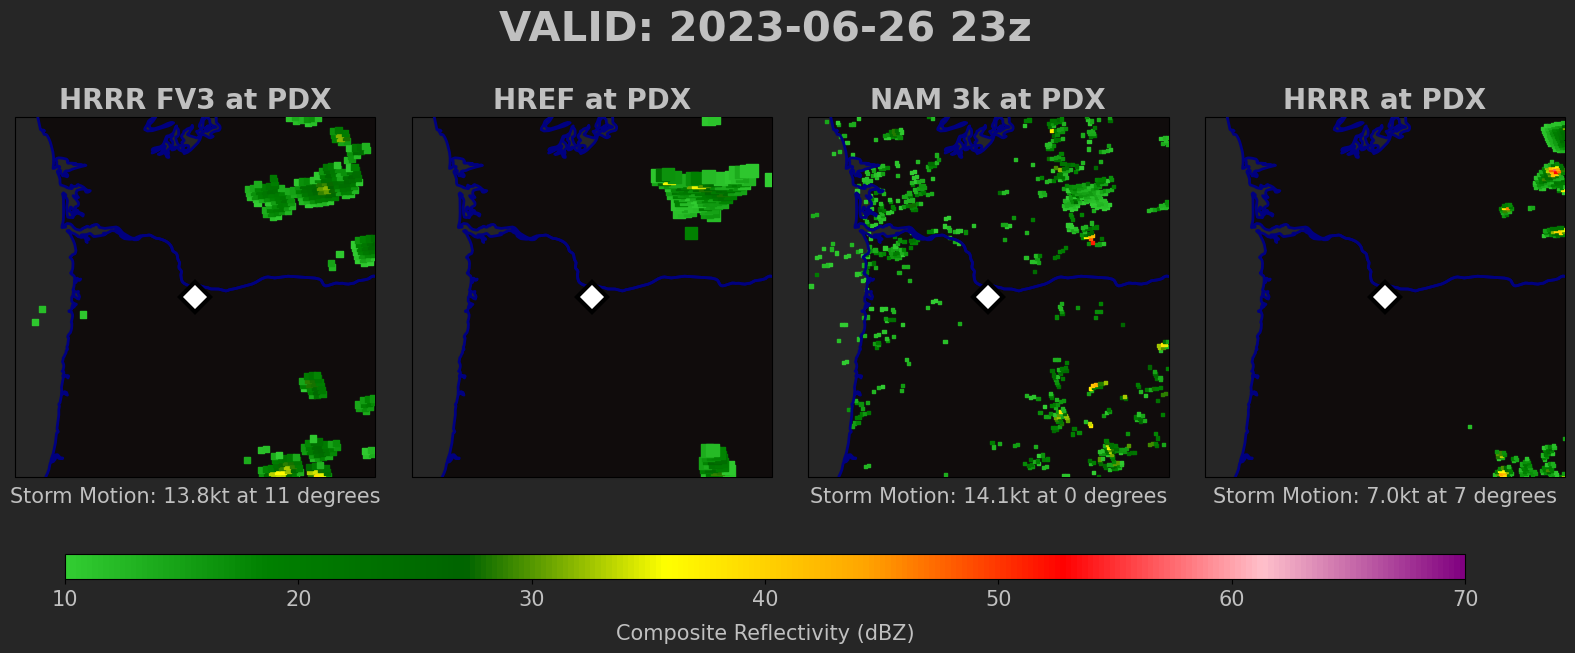 VALID: 2023-06-26 23z
HRRR FV3 at PDX
HREF at PDX
NAM 3k at PDX
HRRR at PDX
Storm Motion: 13.8kt at 11 degrees
Storm Motion: 14.1kt at 0 degrees
Storm Motion: 7.0kt at 7 degrees
10 20 30 40 50 60 70
Composite Reflectivity (dBZ)